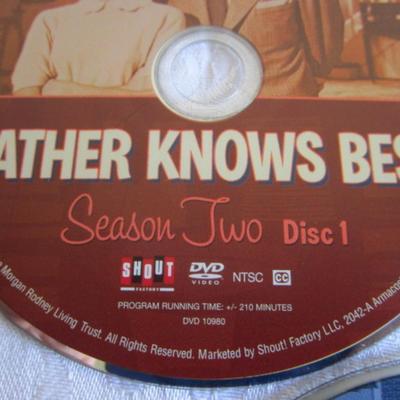 ATHER KNOWS BES
Season Two Disc 1
SHOUT FACTORY DVD VIDEO NTSC CC
PROGRAM RUNNING TIME: +/- 210 MINUTES
DVD 10980
Morgan Rodney Living Trust. All Rights Reserved. Marketed by Shout! Factory LLC, 2042-A Armacos